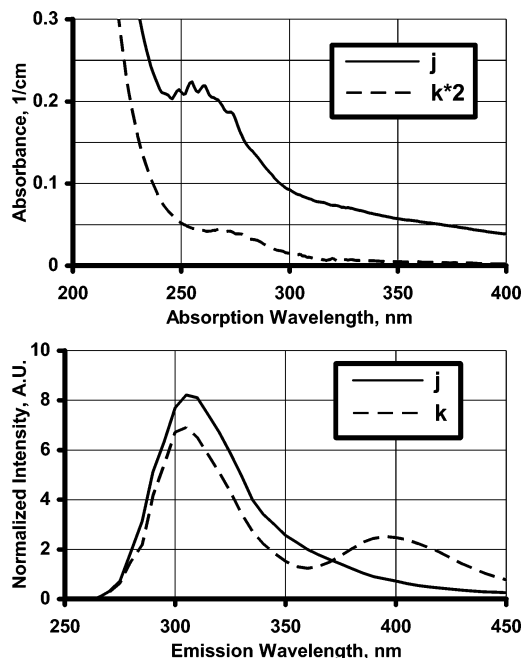 0.3
0.2
0.1
0
Absorbance, 1/cm
j
k*2
200 250 300 350 400
Absorption Wavelength, nm
10
8
6
4
2
0
Normalized Intensity, A.U.
j
k
250 300 350 400 450
Emission Wavelength, nm